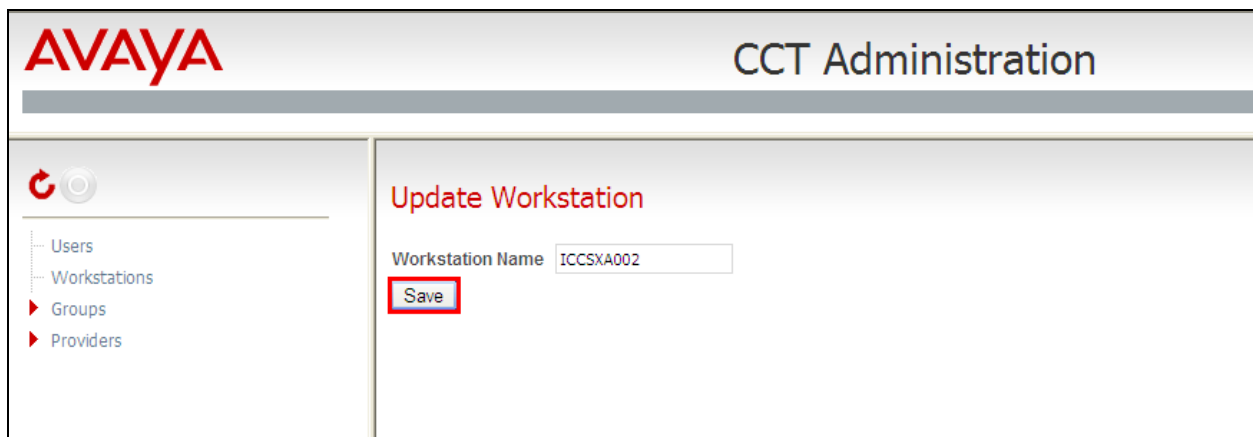 AVAYA
CCT Administration
Users
Workstations
Groups
Providers
Update Workstation
Workstation Name ICCSXA002
Save